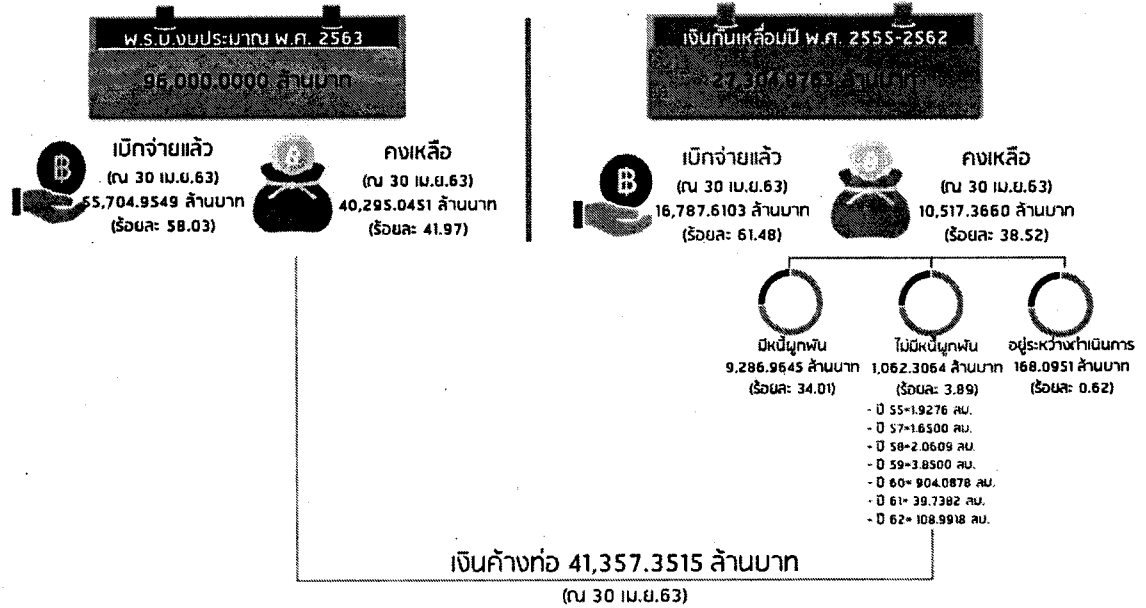 พ.ร.บ.งบประมาณ พ.ศ. 2563
96,000.0000 ล้านบาท
เบิกจ่ายแล้ว
(ณ 30 เม.ย.63)
55,704.9549 ล้านบาท
(ร้อยละ 58.03)
คงเหลือ
(ณ 30 เม.ย.63)
40,295.0451 ล้านบาท
(ร้อยละ 41.97)
เงินกันเหลื่อมปี พ.ศ. 2555-2562
27,304.9763 ล้านบาท
เบิกจ่ายแล้ว
(ณ 30 เม.ย.63)
16,787.6103 ล้านบาท
(ร้อยละ 61.48)
คงเหลือ
(ณ 30 เม.ย.63)
10,517.3660 ล้านบาท
(ร้อยละ 38.52)
มีหนี้ผูกพัน
9,286.9645 ล้านบาท
(ร้อยละ 34.01)
ไม่มีหนี้ผูกพัน
1,062.3064 ล้านบาท
(ร้อยละ 3.89)
- ปี 55=1.9276 ลบ.
- ปี 57=1.6500 ลบ.
- ปี 58=2.0609 ลบ.
- ปี 59=3.8500 ลบ.
- ปี 60= 904.0878 ลบ.
- ปี 61= 39.7382 ลบ.
- ปี 62= 108.9918 ลบ.
อยู่ระหว่างดำเนินการ
168.0951 ล้านบาท
(ร้อยละ 0.62)
เงินค้างท่อ 41,357.3515 ล้านบาท
(ณ 30 เม.ย.63)